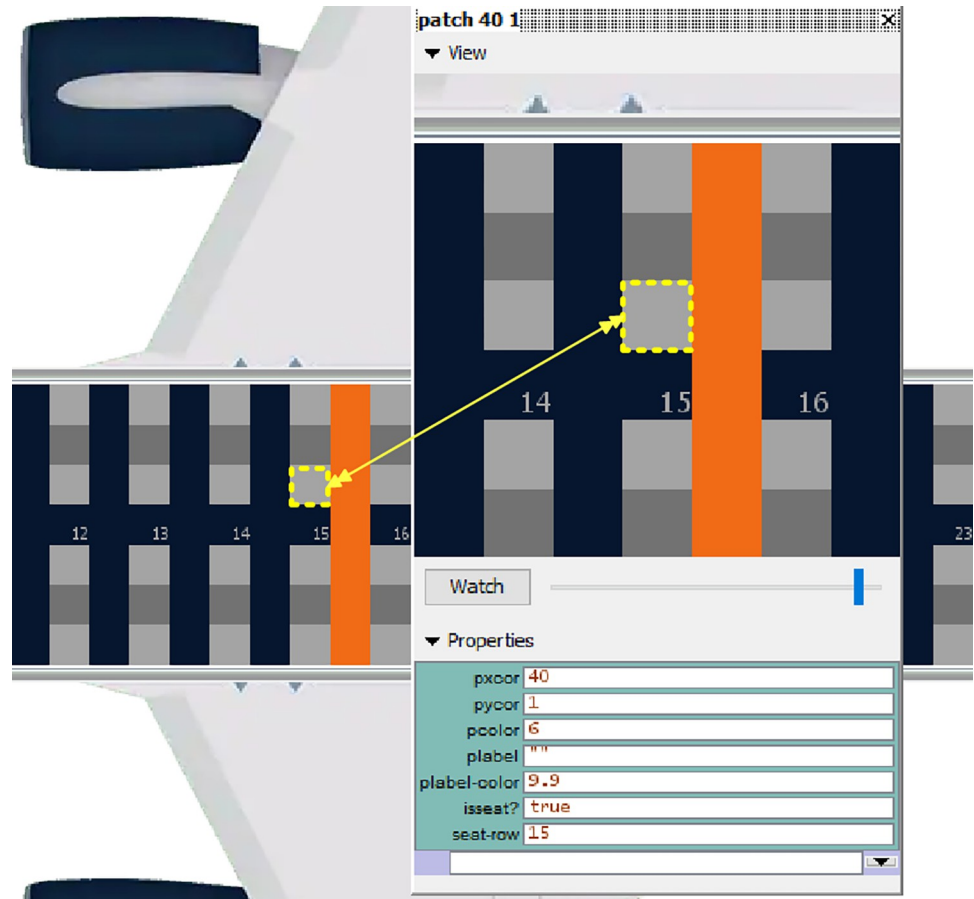 patch 40 1
View
14 15 16
12 13 14 15 16 23
Watch
Properties
pxcor 40
pycor 1
pcolor 6
plabel ""
plabel-color 9.9
isseat? true
seat-row 15